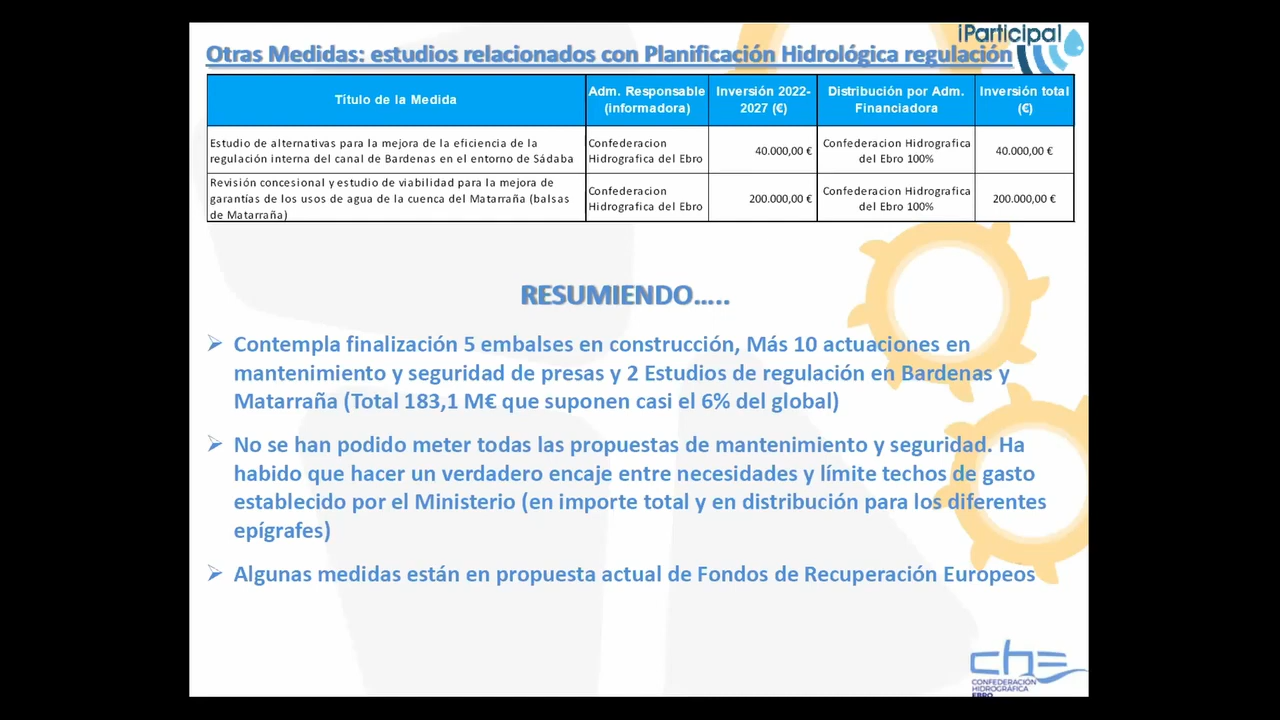 iParticipa!
Otras Medidas: estudios relacionados con Planificación Hidrológica regulación
Título de la Medida
Adm. Responsable
(informadora)
Inversión 2022-
2027 (€)
Distribución por Adm.
Financiadora
Inversión total
(€)
Estudio de alternativas para la mejora de la eficiencia de la
regulación interna del canal de Bardenas en el entorno de Sádaba
Confederacion
Hidrografica del Ebro
40.000,00 €
Confederacion Hidrografica
del Ebro 100%
40.000,00 €
Revisión concesional y estudio de viabilidad para la mejora de
garantías de los usos de agua de la cuenca del Matarraña (balsas
de Matarraña)
Confederacion
Hidrografica del Ebro
200.000,00 €
Confederacion Hidrografica
del Ebro 100%
200.000,00 €
RESUMIENDO.....
Contempla finalización 5 embalses en construcción, Más 10 actuaciones en
mantenimiento y seguridad de presas y 2 Estudios de regulación en Bardenas y
Matarraña (Total 183,1 M€ que suponen casi el 6% del global)
No se han podido meter todas las propuestas de mantenimiento y seguridad. Ha
habido que hacer un verdadero encaje entre necesidades y límite techos de gasto
establecido por el Ministerio (en importe total y en distribución para los diferentes
epígrafes)
Algunas medidas están en propuesta actual de Fondos de Recuperación Europeos
che
CONFEDERACIÓN
HIDROGRÁFICA
EBRO